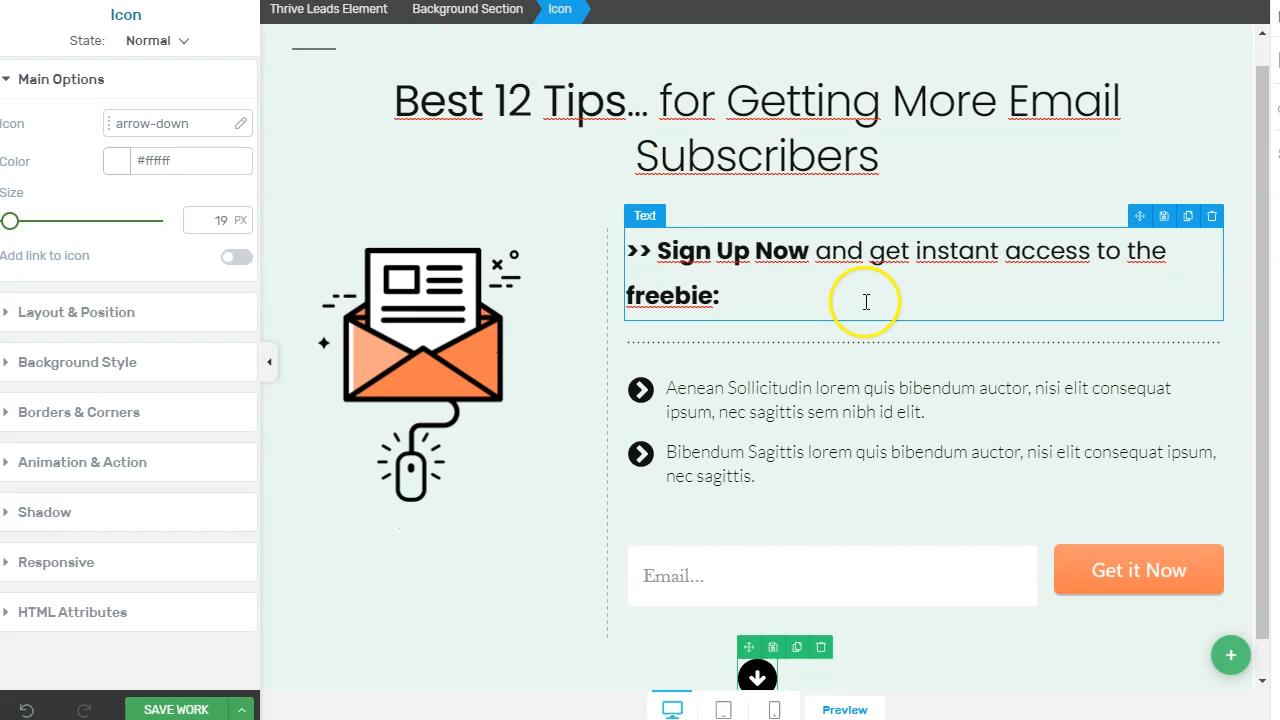 Icon
Thrive Leads Element
Background Section
Icon
State:
Normal
Main Options
Icon
arrow-down
Color
#ffffff
Size
19 PX
Add link to icon
Layout & Position
Background Style
Borders & Corners
Animation & Action
Shadow
Responsive
HTML Attributes
SAVE WORK
Best 12 Tips... for Getting More Email
Subscribers
Text
>> Sign Up Now and get instant access to the
freebie:
Aenean Sollicitudin lorem quis bibendum auctor, nisi elit consequat
ipsum, nec sagittis sem nibh id elit.
Bibendum Sagittis lorem quis bibendum auctor, nisi elit consequat ipsum,
nec sagittis.
Email...
Get it Now
Preview